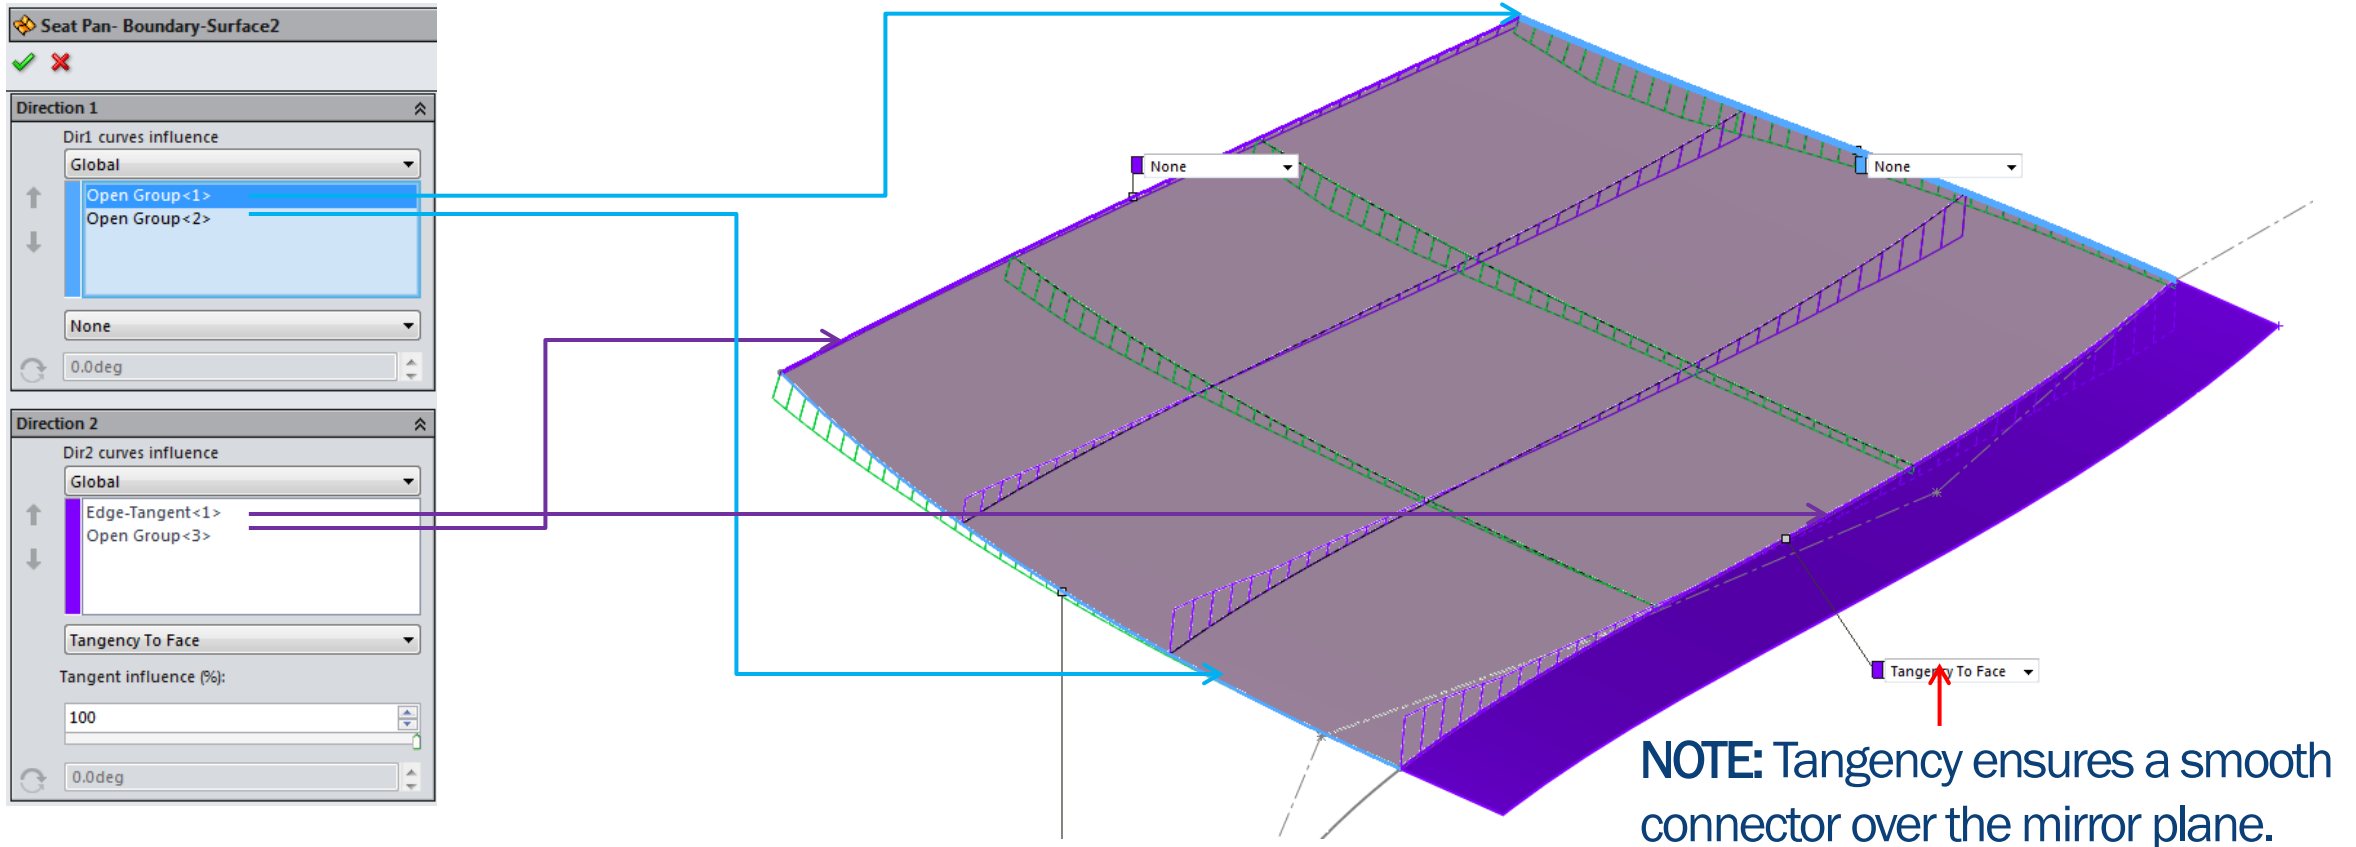 Seat Pan- Boundary-Surface2
Direction 1
Dir1 curves influence
Global
Open Group<1>
Open Group<2>
None
0.0deg
Direction 2
Dir2 curves influence
Global
Edge-Tangent<1>
Open Group<3>
Tangency To Face
Tangent influence (%):
100
0.0deg
None
None
Tangency To Face
NOTE: Tangency ensures a smooth
connector over the mirror plane.